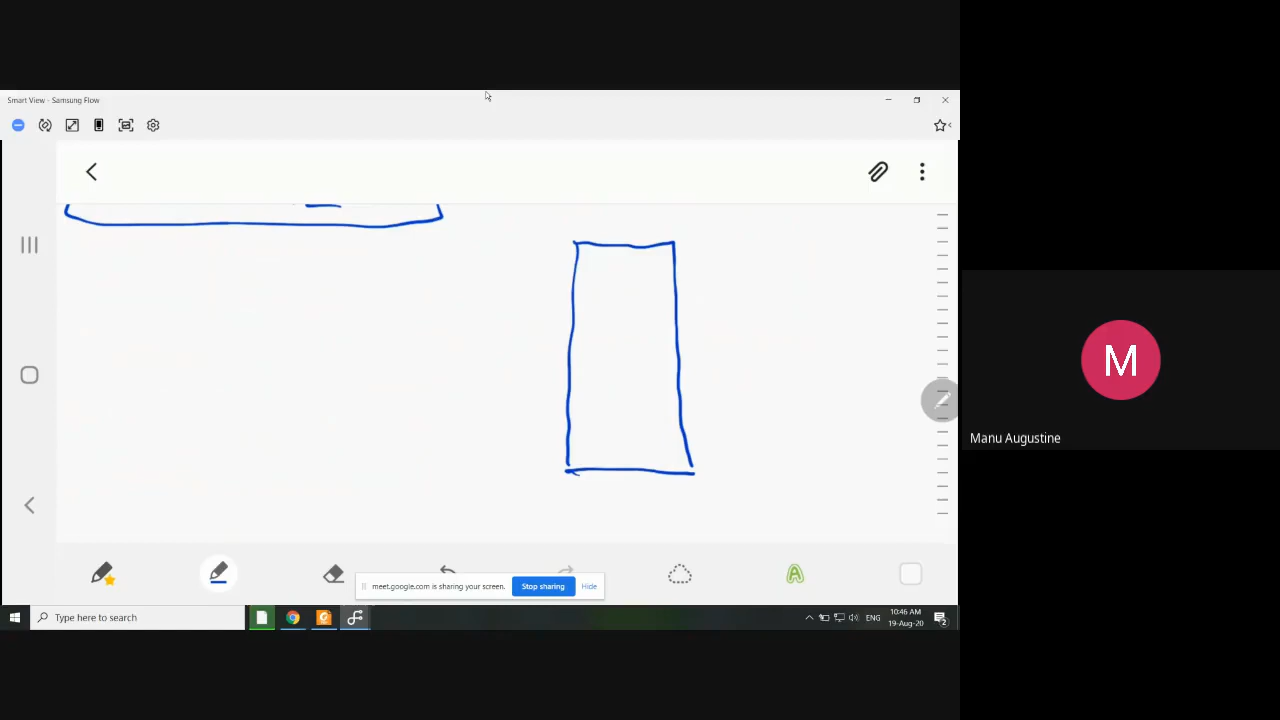 Smart View - Samsung Flow
A
meet.google.com is sharing your screen.
Stop sharing
Hide
Type here to search
ENG
10:46 AM
19-Aug-20
2
M
Manu Augustine